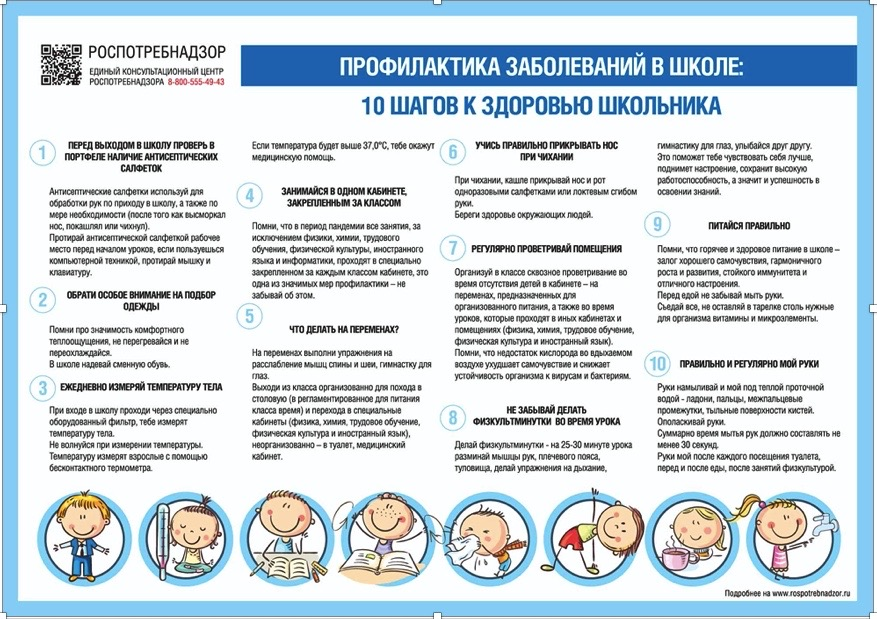 РОСПОТРЕБНАДЗОР
ЕДИНЫЙ КОНСУЛЬТАЦИОННЫЙ ЦЕНТР
РОСПОТРЕБНАДЗОРА 8-800-555-49-43
ПРОФИЛАКТИКА ЗАБОЛЕВАНИЙ В ШКОЛЕ:
10 ШАГОВ К ЗДОРОВЬЮ ШКОЛЬНИКА
1
ПЕРЕД ВЫХОДОМ В ШКОЛУ ПРОВЕРЬ В
ПОРТФЕЛЕ НАЛИЧИЕ АНТИСЕПТИЧЕСКИХ
САЛФЕТОК
Антисептические салфетки используй для
обработки рук по приходу в школу, а также по
мере необходимости (после того как высморкал
нос, покашлял или чихнул).
Протирай антисептической салфеткой рабочее
место перед началом уроков, если пользуешься
компьютерной техникой, протирай мышку и
клавиатуру.
2
ОБРАТИ ОСОБОЕ ВНИМАНИЕ НА ПОДБОР
ОДЕЖДЫ
Помни про значимость комфортного
теплоощущения, не перегревайся и не
переохлаждайся.
В школе надевай сменную обувь.
3
ЕЖЕДНЕВНО ИЗМЕРЯЙ ТЕМПЕРАТУРУ ТЕЛА
При входе в школу проходи через специально
оборудованный фильтр, тебе измерят
температуру тела.
Не волнуйся при измерении температуры.
Температуру измерят взрослые с помощью
бесконтактного термометра.
Если температура будет выше 37,0°С, тебе окажут
медицинскую помощь.
4
ЗАНИМАЙСЯ В ОДНОМ КАБИНЕТЕ,
ЗАКРЕПЛЕННЫМ ЗА КЛАССОМ
Помни, что в период пандемии все занятия, за
исключением физики, химии, трудового
обучения, физической культуры, иностранного
языка и информатики, проходят в специально
закрепленном за каждым классом кабинете, это
одна из значимых мер профилактики – не
забывай об этом.
5
ЧТО ДЕЛАТЬ НА ПЕРЕМЕНАХ?
На переменах выполни упражнения на
расслабление мышц спины и шеи, гимнастику для
глаз.
Выходи из класса организованно для похода в
столовую (в регламентированное для питания
класса время) и перехода в специальные
кабинеты (физика, химия, трудовое обучение,
физическая культура и иностранный язык),
неорганизованно – в туалет, медицинский
кабинет.
6
УЧИСЬ ПРАВИЛЬНО ПРИКРЫВАТЬ НОС
ПРИ ЧИХАНИИ
При чихании, кашле прикрывай нос и рот
одноразовыми салфетками или локтевым сгибом
руки.
Береги здоровье окружающих людей.
7
РЕГУЛЯРНО ПРОВЕТРИВАЙ ПОМЕЩЕНИЯ
Организуй в классе сквозное проветривание во
время отсутствия детей в кабинете – на
переменах, предназначенных для
организованного питания, а также во время
уроков, которые проходят в иных кабинетах и
помещениях (физика, химия, трудовое обучение,
физическая культура и иностранный язык).
Помни, что недостаток кислорода во вдыхаемом
воздухе ухудшает самочувствие и снижает
устойчивость организма к вирусам и бактериям.
8
НЕ ЗАБЫВАЙ ДЕЛАТЬ
ФИЗКУЛЬТМИНУТКИ ВО ВРЕМЯ УРОКА
Делай физкультминутки - на 25-30 минуте урока
разминай мышцы рук, плечевого пояса,
туловища, делай упражнения на дыхание,
гимнастику для глаз, улыбайся друг другу.
Это поможет тебе чувствовать себя лучше,
поднимет настроение, сохранит высокую
работоспособность, а значит и успешность в
освоении знаний.
9
ПИТАЙСЯ ПРАВИЛЬНО
Помни, что горячее и здоровое питание в школе –
залог хорошего самочувствия, гармоничного
роста и развития, стойкого иммунитета и
отличного настроения.
Перед едой не забывай мыть руки.
Съедай все, не оставляй в тарелке столь нужные
для организма витамины и микроэлементы.
10
ПРАВИЛЬНО И РЕГУЛЯРНО МОЙ РУКИ
Руки намыливай и мой под теплой проточной
водой - ладони, пальцы, межпальцевые
промежутки, тыльные поверхности кистей.
Ополаскивай руки.
Суммарно время мытья рук должно составлять не
менее 30 секунд.
Руки мой после каждого посещения туалета,
перед и после еды, после занятий физкультурой.
Подробнее на www.rospotrebnadzor.ru